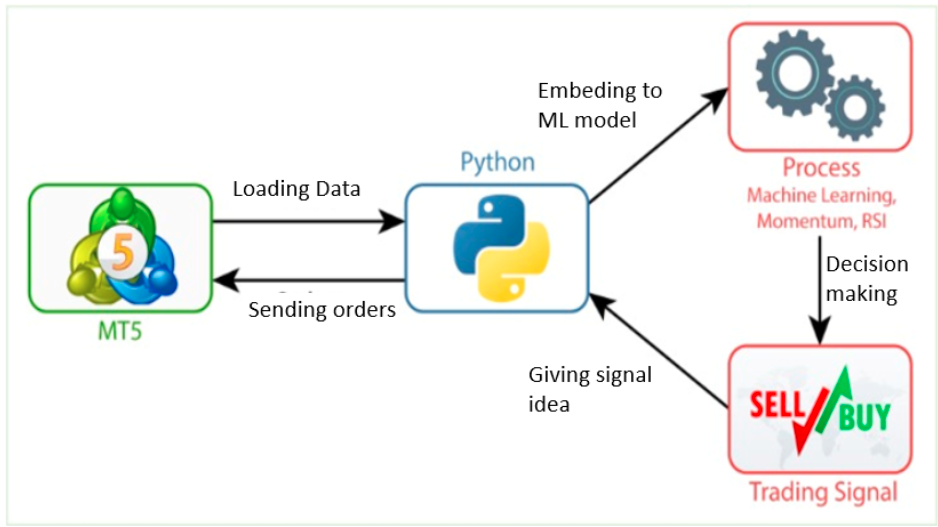 Embeding to
ML model
Process
Machine Learning,
Momentum, RSI
Python
Loading Data
5
MT5
Sending orders
Decision
making
Giving signal
idea
SELL BUY
Trading Signal